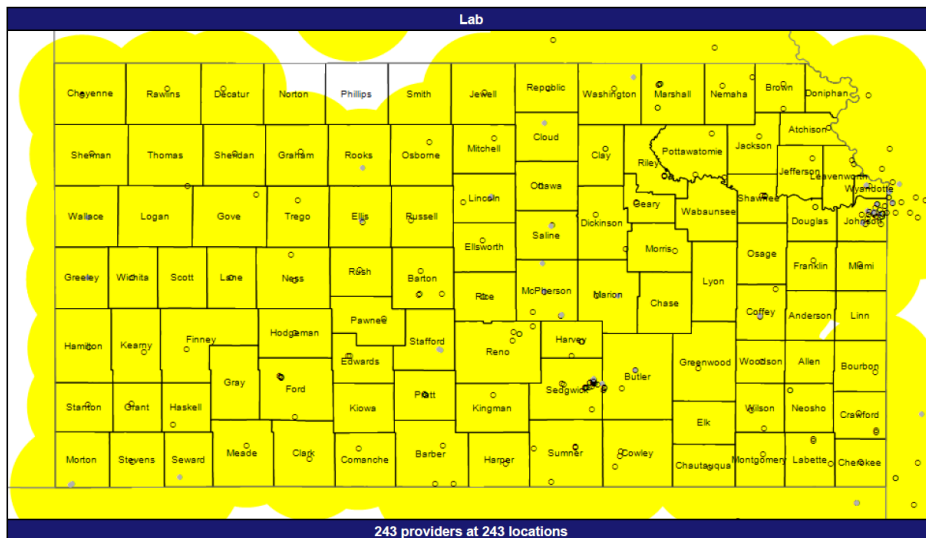 Lab
Cheyenne Rawlins Decatur Norton Phillips Smith Jewell Republic Washington Marshall Nemaha Brown Doniphan
Sherman Thomas Sheridan Graham Rooks Osborne Mitchell Cloud Clay Riley Pottawatomie Jackson Atchison
Jefferson Leavenworth
Wallace Logan Gove Trego Ellis Russell Lincoln Ottawa Geary Wabaunsee Shawnee Wyandotte
Saline Dickinson Douglas Johnson
Ellsworth Morris Osage
Greeley Wichita Scott Lane Ness Rush Barton Lyon Franklin Miami
Rice McPherson Marion Chase
Pawnee Coffey Anderson Linn
Hamilton Kearny Finney Hodgeman Stafford Reno Harvey
Edwards Greenwood Woodson Allen Bourbon
Gray Ford Pratt Sedgwick Butler
Stanton Grant Haskell Kiowa Kingman Wilson Neosho Crawford
Elk
Morton Stevens Seward Meade Clark Comanche Barber Harper Sumner Cowley Chautauqua Montgomery Labette Cherokee
243 providers at 243 locations